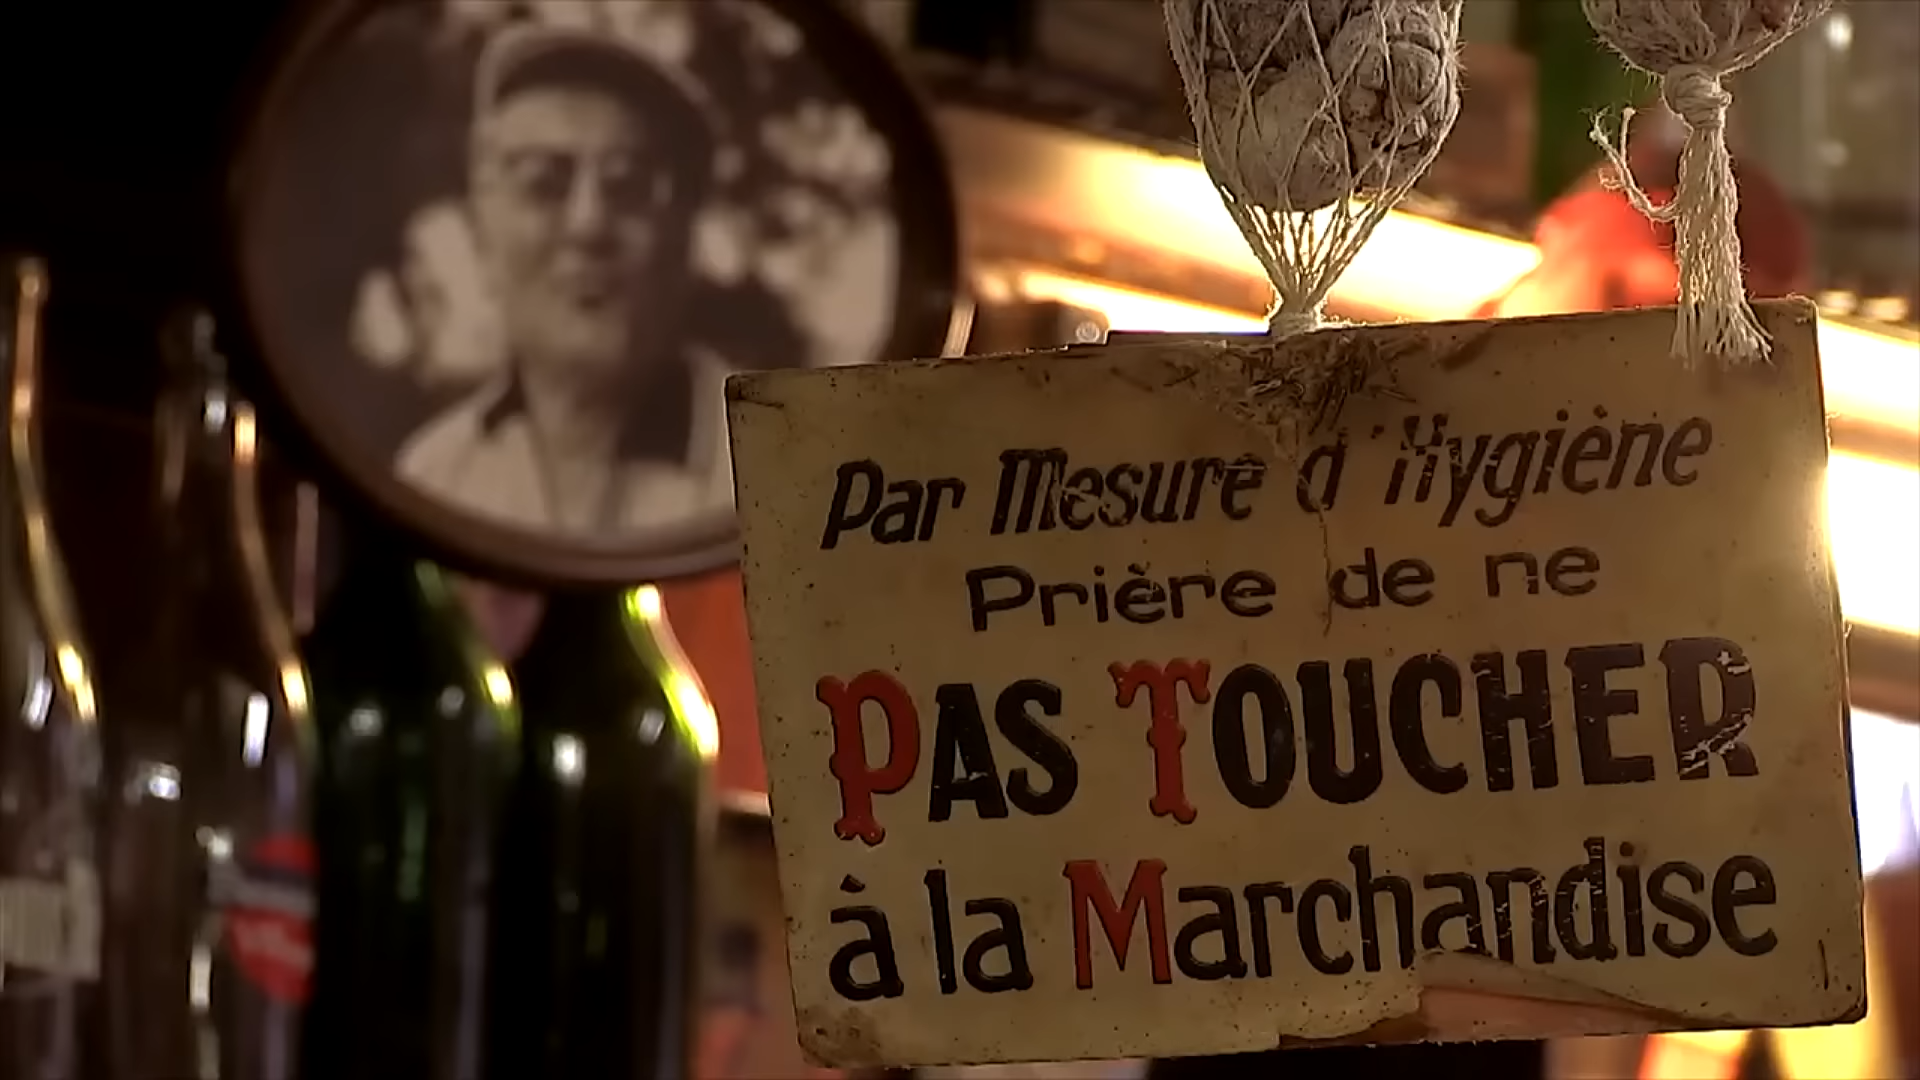 Par Mesure d'Hygiène
Prière de ne
PAS TOUCHER
à la Marchandise